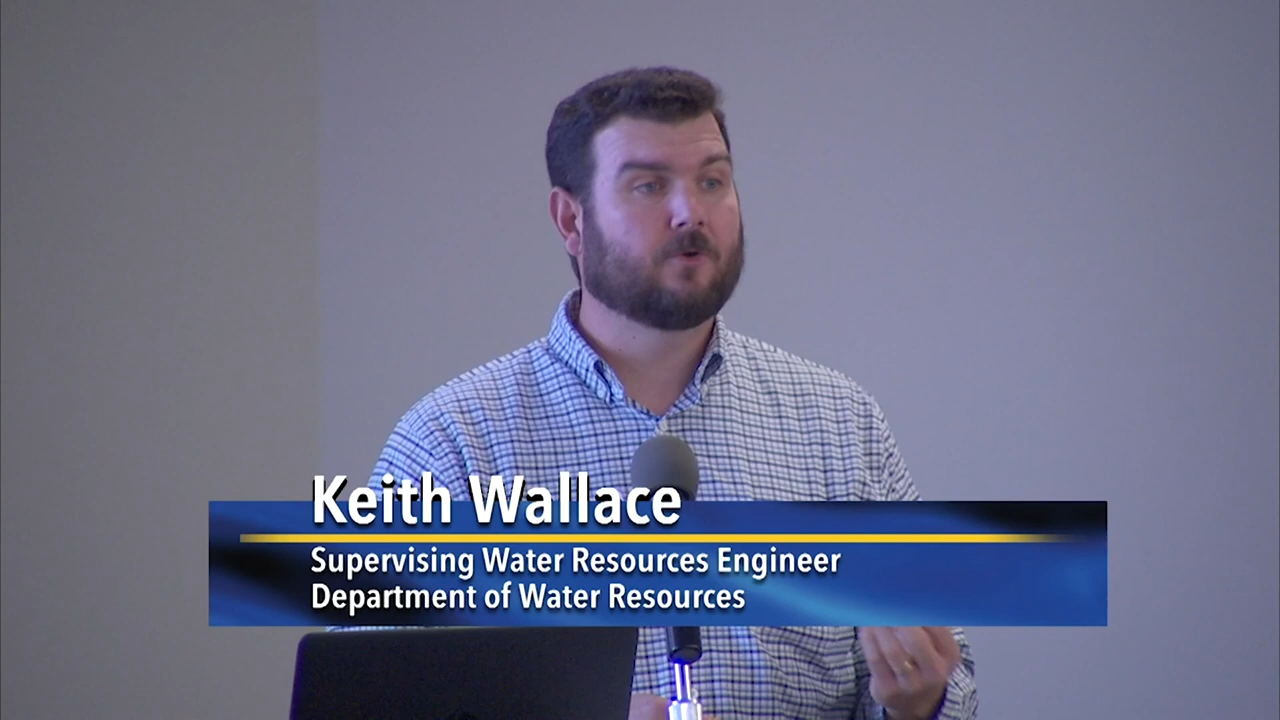 Keith Wallace
Supervising Water Resources Engineer
Department of Water Resources